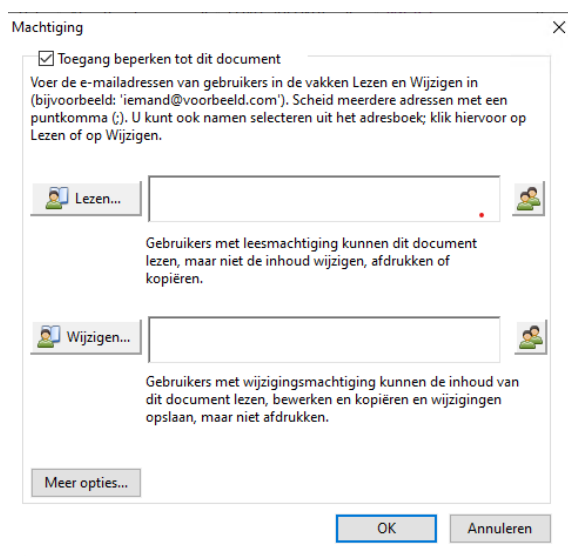 Machtiging
Toegang beperken tot dit document
Voer de e-mailadressen van gebruikers in de vakken Lezen en Wijzigen in
(bijvoorbeeld: 'iemand@voorbeeld.com'). Scheid meerdere adressen met een
puntkomma (;). U kunt ook namen selecteren uit het adresboek; klik hiervoor op
Lezen of op Wijzigen.
Lezen...
Gebruikers met leesmachtiging kunnen dit document
lezen, maar niet de inhoud wijzigen, afdrukken of
kopiëren.
Wijzigen...
Gebruikers met wijzigingsmachtiging kunnen de inhoud van
dit document lezen, bewerken en kopiëren en wijzigingen
opslaan, maar niet afdrukken.
Meer opties...
OK
Annuleren